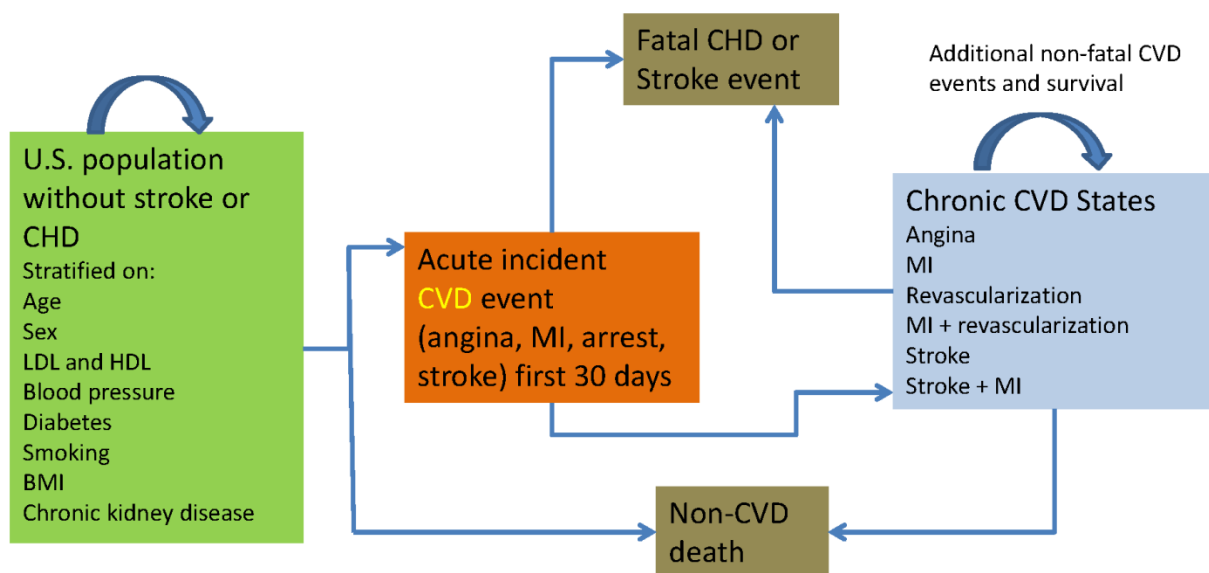 Fatal CHD or
Stroke event
Additional non-fatal CVD
events and survival
U.S. population
without stroke or
CHD
Stratified on:
Age
Sex
LDL and HDL
Blood pressure
Diabetes
Smoking
BMI
Chronic kidney disease
Acute incident
CVD event
(angina, MI, arrest,
stroke) first 30 days
Chronic CVD States
Angina
MI
Revascularization
MI + revascularization
Stroke
Stroke + MI
Non-CVD
death